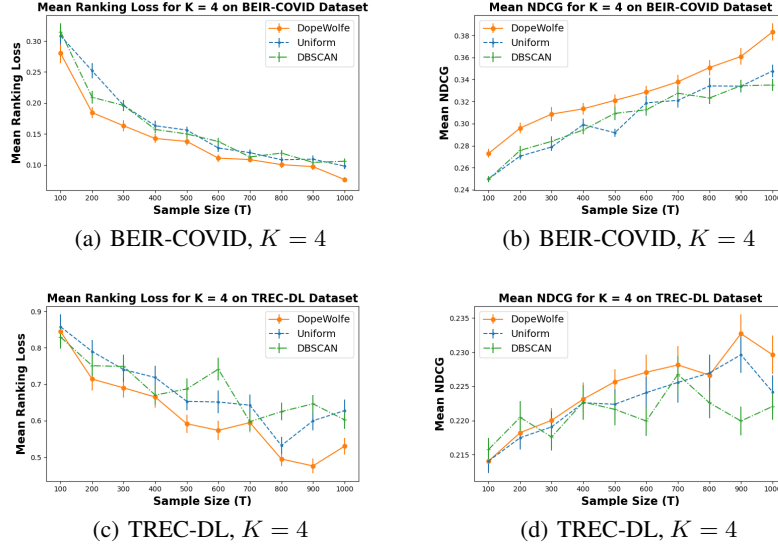 Mean Ranking Loss for K = 4 on BEIR-COVID Dataset
DopeWolfe
Uniform
DBSCAN
0.30
0.25
0.20
0.15
0.10
Mean Ranking Loss
100 200 300 400 500 600 700 800 900 1000
Sample Size (T)
(a) BEIR-COVID, K = 4
Mean NDCG for K = 4 on BEIR-COVID Dataset
DopeWolfe
Uniform
DBSCAN
0.38
0.36
0.34
0.32
0.30
0.28
0.26
0.24
Mean NDCG
100 200 300 400 500 600 700 800 900 1000
Sample Size (T)
(b) BEIR-COVID, K = 4
Mean Ranking Loss for K = 4 on TREC-DL Dataset
DopeWolfe
Uniform
DBSCAN
0.9
0.8
0.7
0.6
0.5
Mean Ranking Loss
100 200 300 400 500 600 700 800 900 1000
Sample Size (T)
(c) TREC-DL, K = 4
Mean NDCG for K = 4 on TREC-DL Dataset
DopeWolfe
Uniform
DBSCAN
0.235
0.230
0.225
0.220
0.215
Mean NDCG
100 200 300 400 500 600 700 800 900 1000
Sample Size (T)
(d) TREC-DL, K = 4